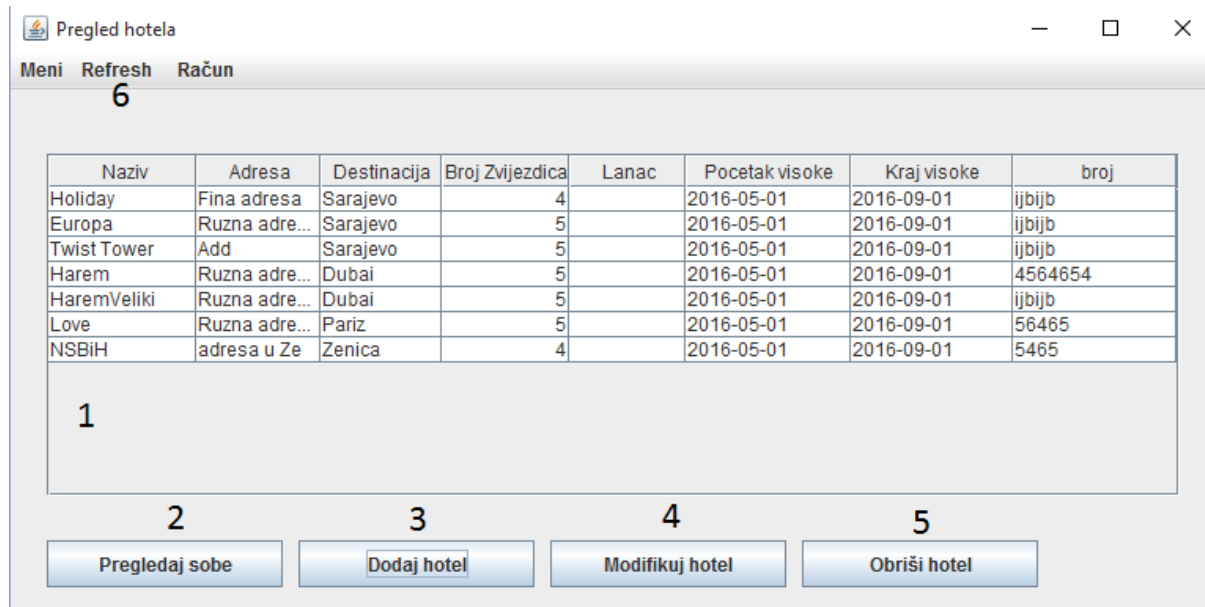 Pregled hotela
Meni Refresh Račun
6
Naziv Adresa Destinacija Broj Zvijezdica Lanac Pocetak visoke Kraj visoke broj
Holiday Fina adresa Sarajevo 4 2016-05-01 2016-09-01 ijbijb
Europa Ruzna adre... Sarajevo 5 2016-05-01 2016-09-01 ijbijb
Twist Tower Add Sarajevo 5 2016-05-01 2016-09-01 ijbijb
Harem Ruzna adre... Dubai 5 2016-05-01 2016-09-01 4564654
HaremVeliki Ruzna adre... Dubai 5 2016-05-01 2016-09-01 ijbijb
Love Ruzna adre... Pariz 5 2016-05-01 2016-09-01 56465
NSBiH adresa u Ze Zenica 4 2016-05-01 2016-09-01 5465
1
2 3 4 5
Pregledaj sobe Dodaj hotel Modifikuj hotel Obriši hotel